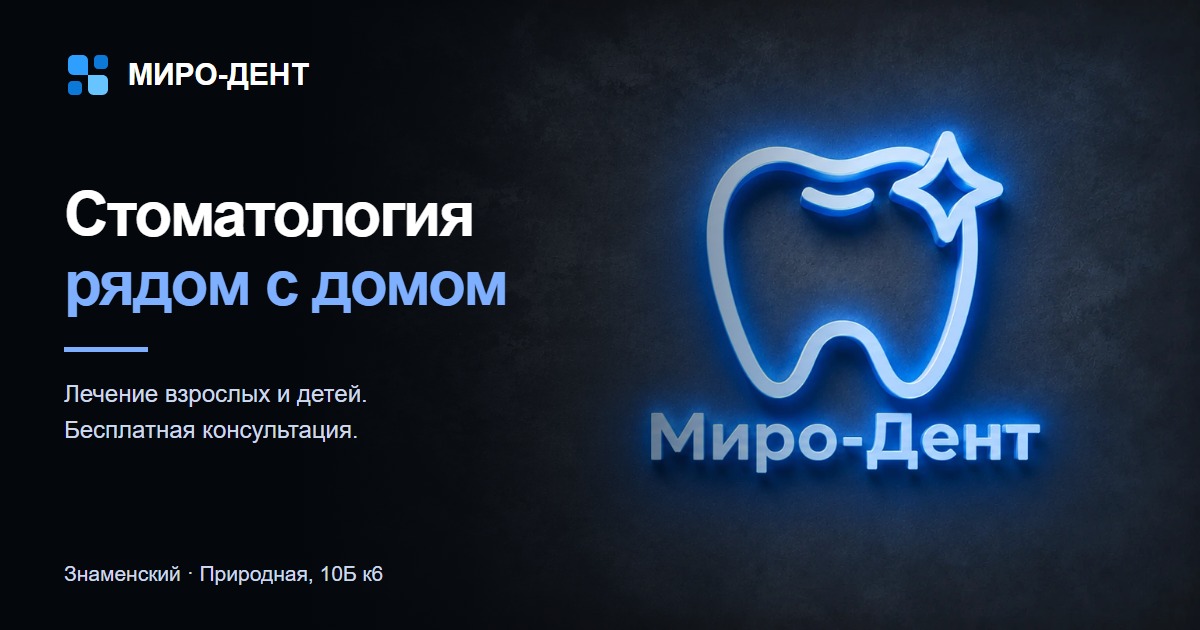 МИРО-ДЕНТ
Стоматология
рядом с домом
Лечение взрослых и детей.
Бесплатная консультация.
Знаменский · Природная, 10Б к6
Миро-Дент